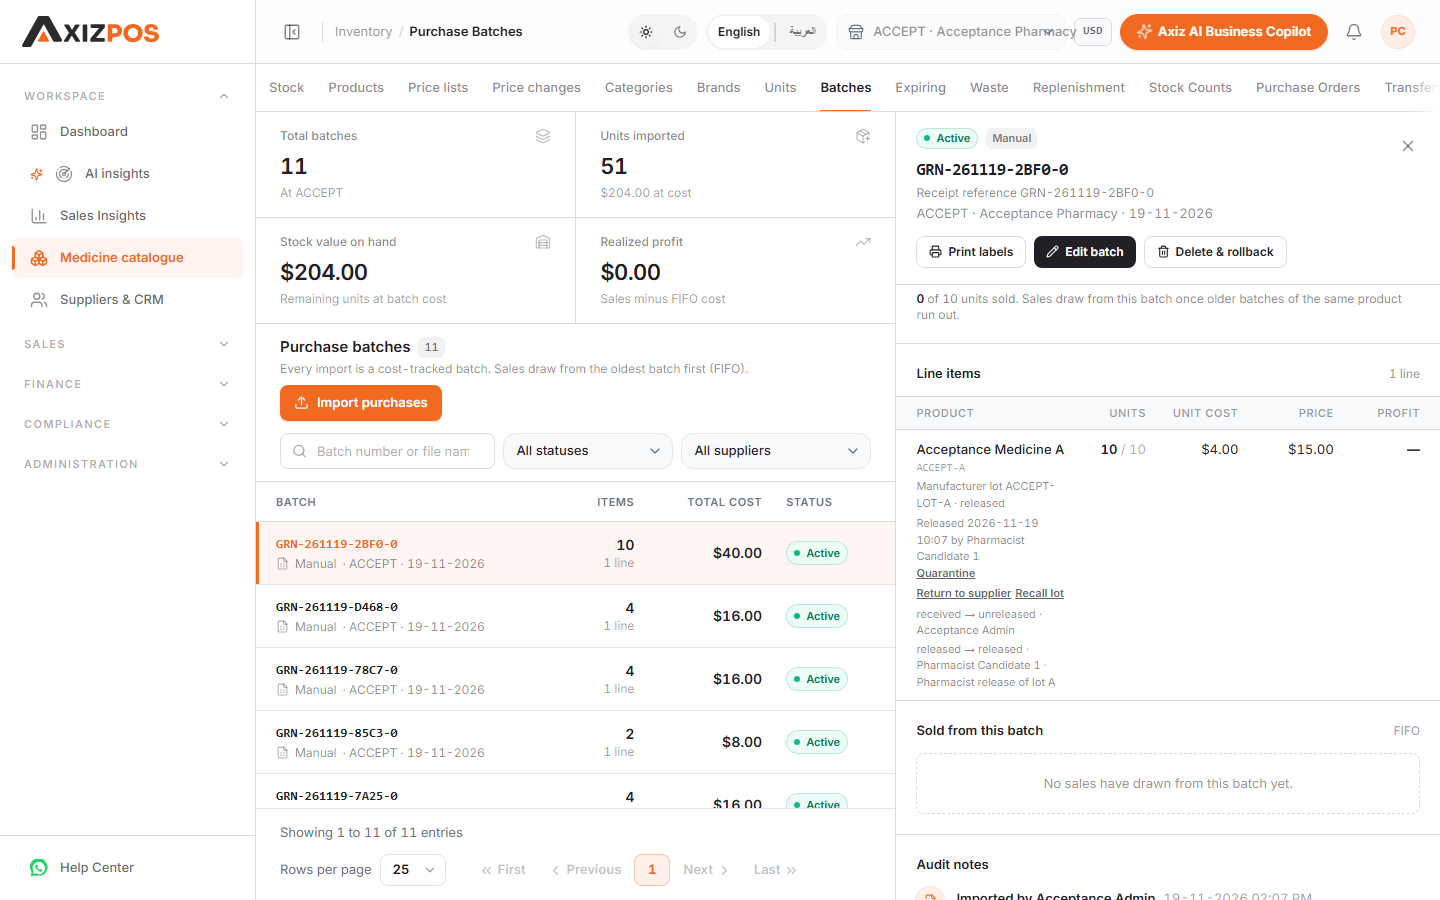 AXIZPOS
WORKSPACE
Dashboard
AI insights
Sales Insights
Medicine catalogue
Suppliers & CRM
SALES
FINANCE
COMPLIANCE
ADMINISTRATION
Help Center
Inventory / Purchase Batches
English
العربية
ACCEPT · Acceptance Pharmacy
USD
Axiz AI Business Copilot
PC
Stock Products Price lists Price changes Categories Brands Units Batches Expiring Waste Replenishment Stock Counts Purchase Orders Transfer
Total batches
11
At ACCEPT
Units imported
51
$204.00 at cost
Stock value on hand
$204.00
Remaining units at batch cost
Realized profit
$0.00
Sales minus FIFO cost
Purchase batches 11
Every import is a cost-tracked batch. Sales draw from the oldest batch first (FIFO).
Import purchases
Batch number or file nam
All statuses
All suppliers
BATCH ITEMS TOTAL COST STATUS
GRN-261119-2BF0-0
Manual · ACCEPT · 19-11-2026
10
1 line
$40.00
Active
GRN-261119-D468-0
Manual · ACCEPT · 19-11-2026
4
1 line
$16.00
Active
GRN-261119-78C7-0
Manual · ACCEPT · 19-11-2026
4
1 line
$16.00
Active
GRN-261119-85C3-0
Manual · ACCEPT · 19-11-2026
2
1 line
$8.00
Active
GRN-261119-7A25-0
4
$16.00
Active
Showing 1 to 11 of 11 entries
Rows per page 25
First Previous 1 Next Last
Active Manual
GRN-261119-2BF0-0
Receipt reference GRN-261119-2BF0-0
ACCEPT · Acceptance Pharmacy · 19-11-2026
Print labels
Edit batch
Delete & rollback
0 of 10 units sold. Sales draw from this batch once older batches of the same product
run out.
Line items 1 line
PRODUCT UNITS UNIT COST PRICE PROFIT
Acceptance Medicine A 10 / 10 $4.00 $15.00 —
ACCEPT-A
Manufacturer lot ACCEPT-
LOT-A · released
Released 2026-11-19
10:07 by Pharmacist
Candidate 1
Quarantine
Return to supplier Recall lot
received → unreleased ·
Acceptance Admin
released → released ·
Pharmacist Candidate 1 ·
Pharmacist release of lot A
Sold from this batch FIFO
No sales have drawn from this batch yet.
Audit notes
Imported by Acceptance Admin 19-11-2026 02:07 PM